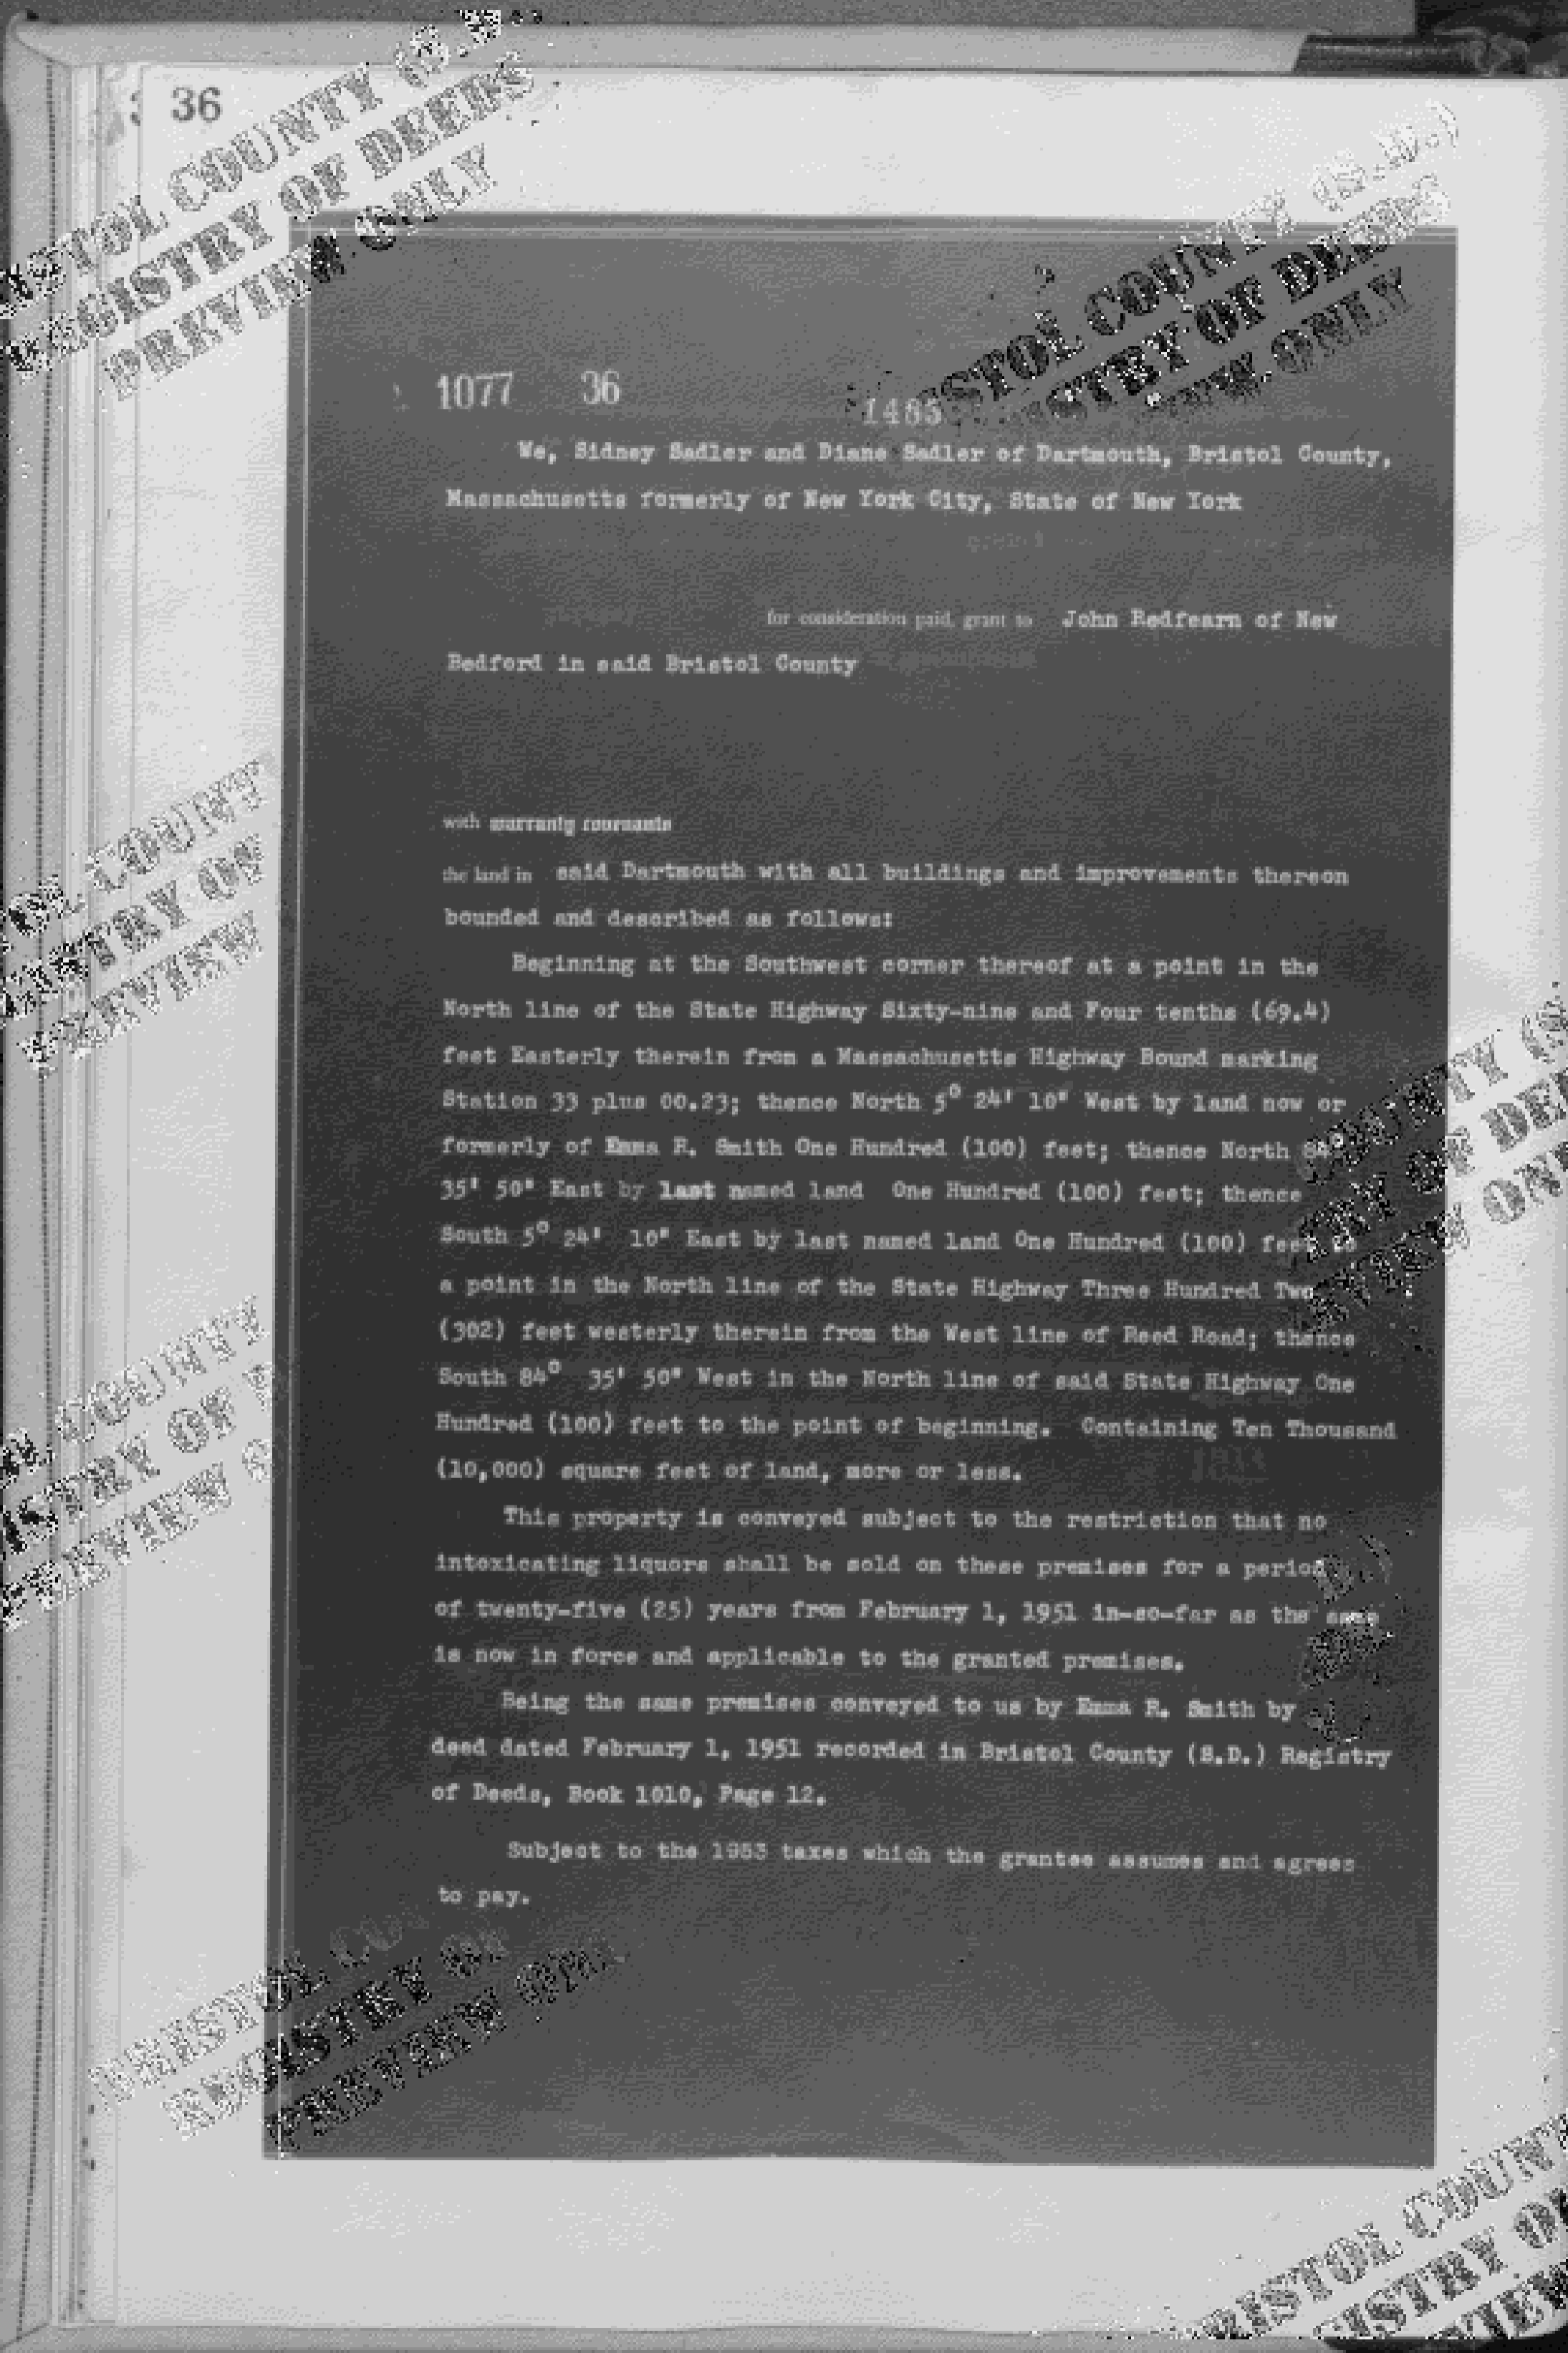 36
BRISTOL COUNTY (S.D.)
REGISTRY OF DEEDS
PREVIEW ONLY
1077 36
1485
We, Sidney Sadler and Diane Sadler of Dartmouth, Bristol County,
Massachusetts formerly of New York City, State of New York
for consideration paid, grant to John Redfearn of New
Bedford in said Bristol County
with warranty covenants
the land in said Dartmouth with all buildings and improvements thereon
bounded and described as follows:
Beginning at the Southwest corner thereof at a point in the
North line of the State Highway Sixty-nine and Four tenths (69.4)
feet Easterly therein from a Massachusetts Highway Bound marking
Station 33 plus 00.23; thence North 5° 24' 10" West by land now or
formerly of Emma R. Smith One Hundred (100) feet; thence North 84°
35' 50" East by last named land One Hundred (100) feet; thence
South 5° 24' 10" East by last named land One Hundred (100) feet to
a point in the North line of the State Highway Three Hundred Two
(302) feet westerly therein from the West line of Reed Road; thence
South 84° 35' 50" West in the North line of said State Highway One
Hundred (100) feet to the point of beginning. Containing Ten Thousand
(10,000) square feet of land, more or less.
This property is conveyed subject to the restriction that no
intoxicating liquors shall be sold on these premises for a period
of twenty-five (25) years from February 1, 1951 in-so-far as the same
is now in force and applicable to the granted premises.
Being the same premises conveyed to us by Emma R. Smith by
deed dated February 1, 1951 recorded in Bristol County (S.D.) Registry
of Deeds, Book 1010, Page 12.
Subject to the 1953 taxes which the grantee assumes and agrees
to pay.